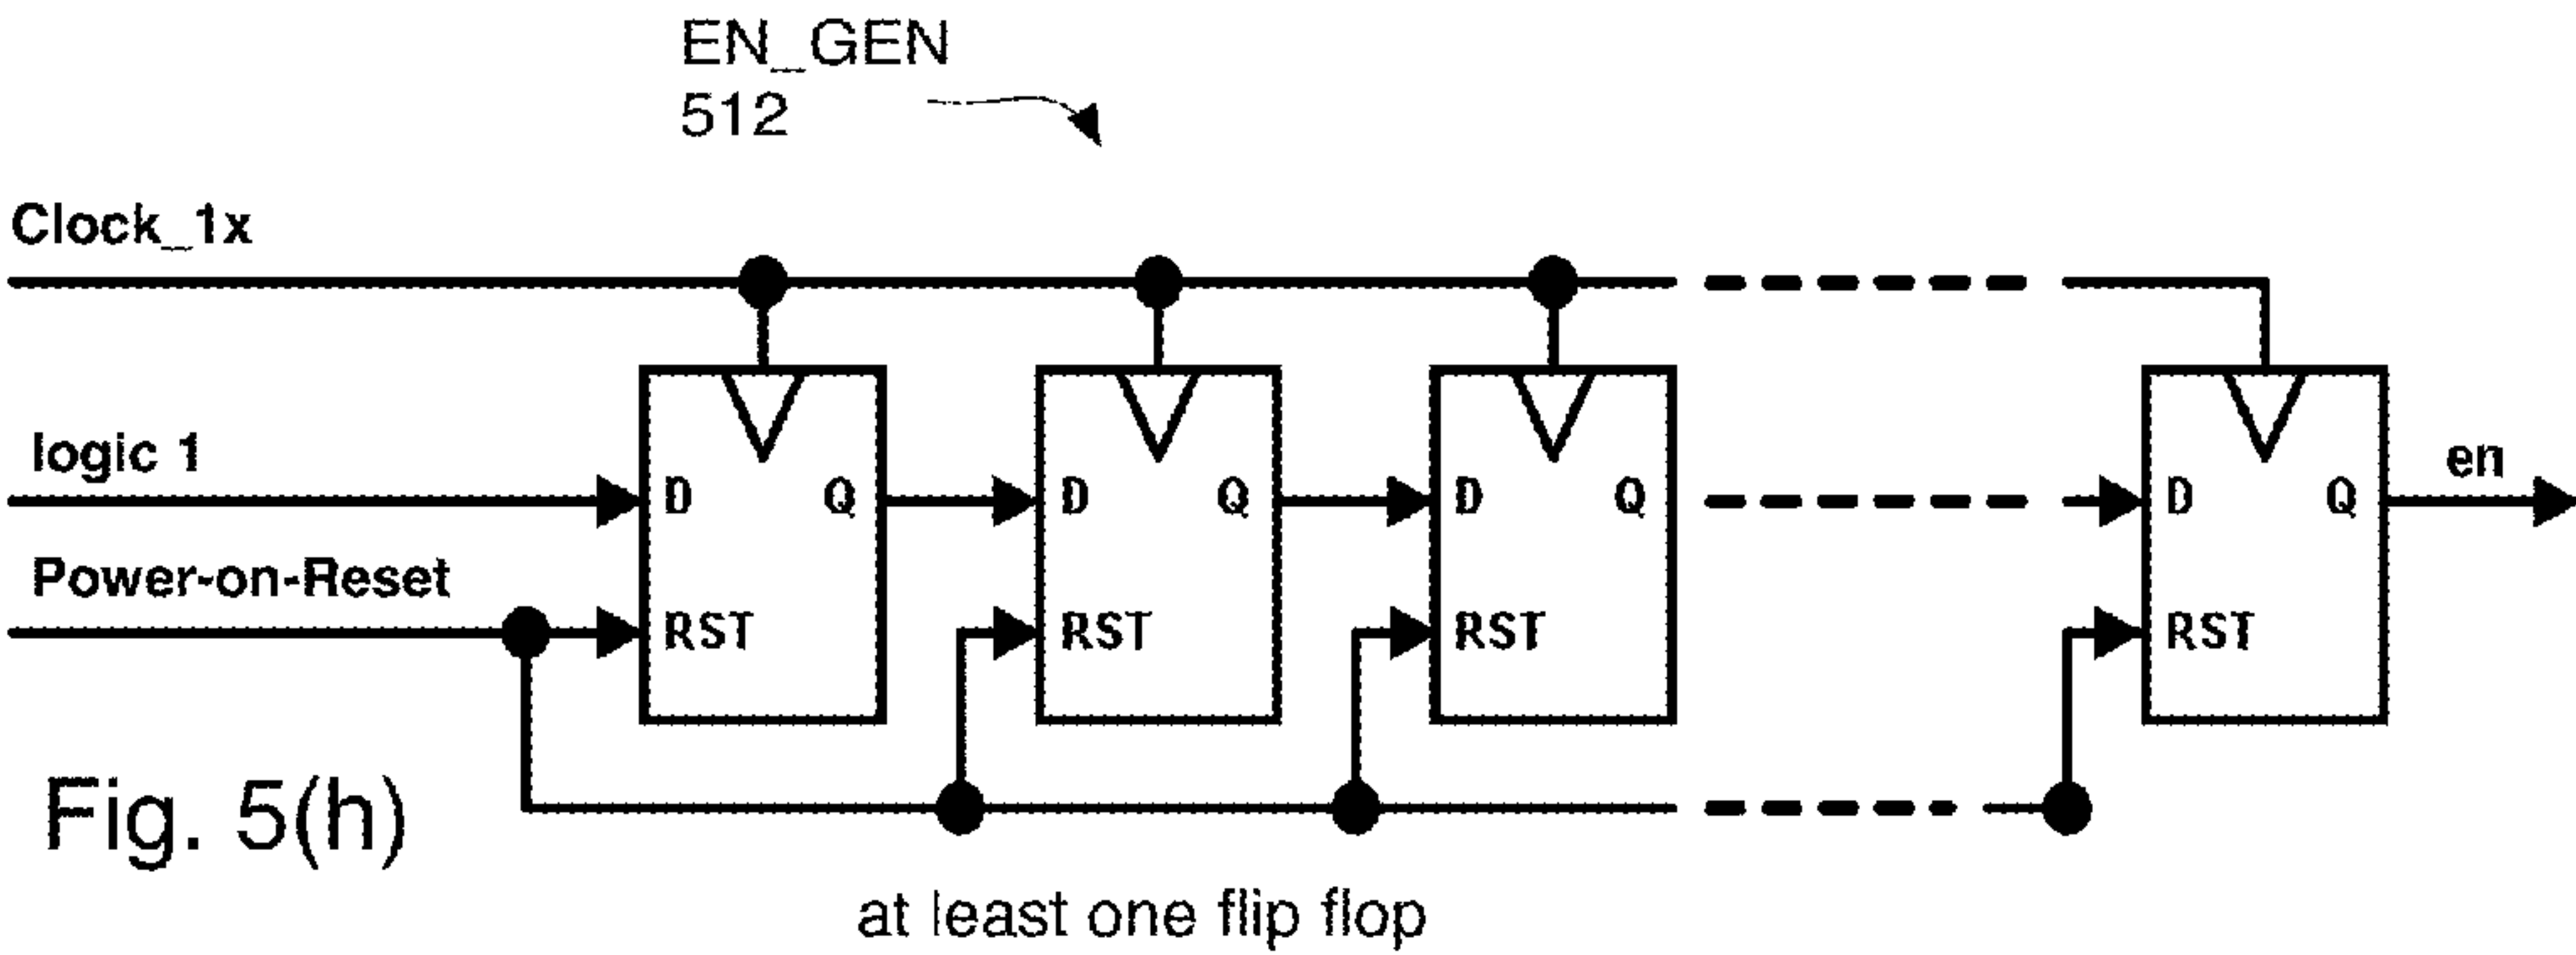 EN_GEN
512
Clock_1x
logic 1
D Q D Q D Q D Q
en
Power-on-Reset
RST RST RST RST
Fig. 5(h)
at least one flip flop